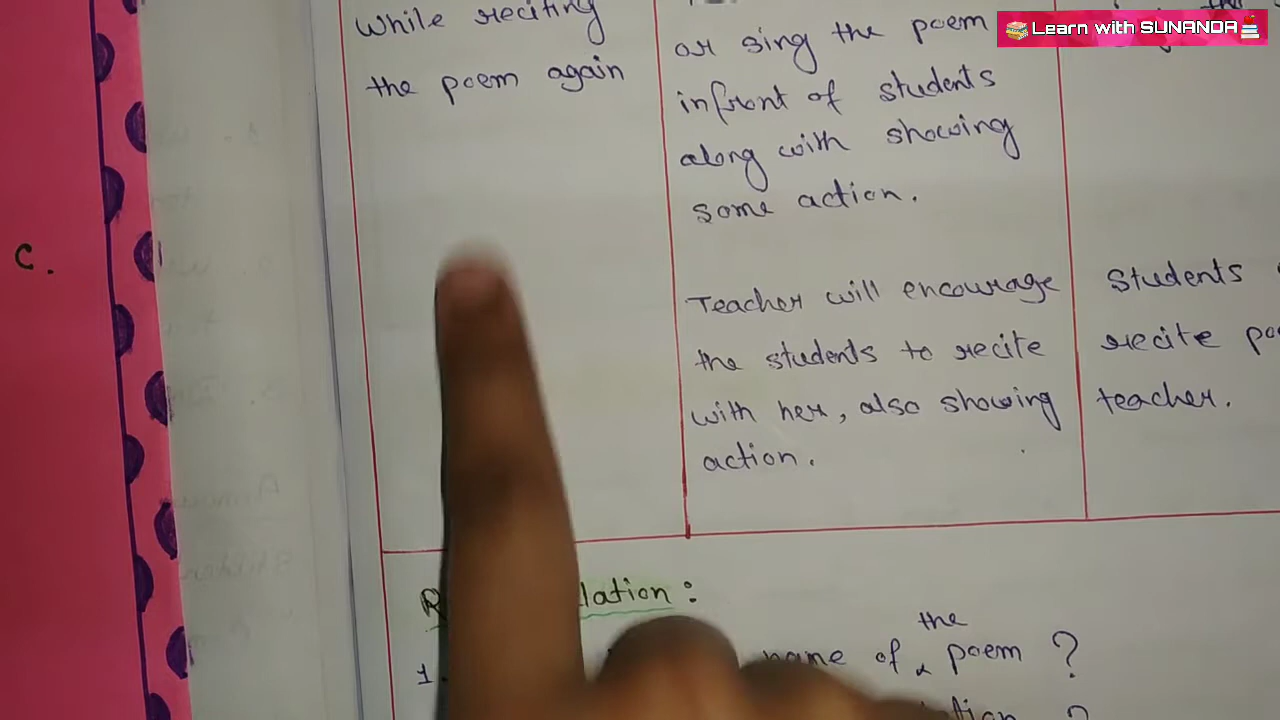 Learn with SUNANDA
while reciting
the poem again
or sing the poem
infront of students
along with showing
some action.
C.
Teacher will encourage
the students to recite
with her, also showing
action.
Students
recite
teacher.
the
1. name of poem ?
?